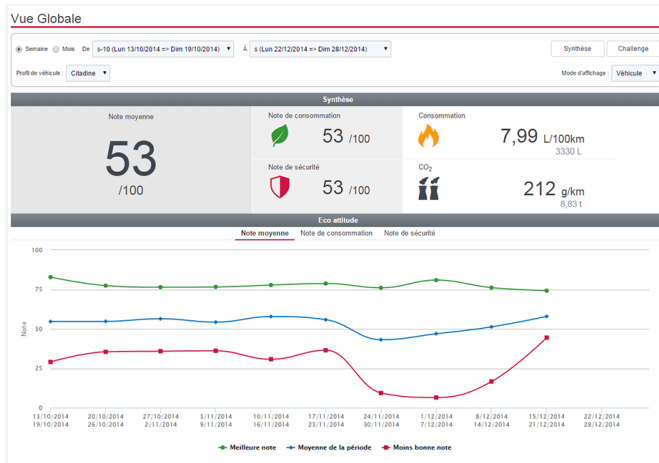 Vue Globale
Semaine Mois De s-10 (Lun 13/10/2014 => Dim 19/10/2014) À s (Lun 22/12/2014 => Dim 28/12/2014) Synthèse Challenge
Profil de véhicule : Citadine Mode d'affichage : Véhicule
Synthèse
Note moyenne
53
/100
Note de consommation
53 /100
Note de sécurité
53 /100
Consommation
7,99 L/100km
3330 L
CO2
212 g/km
8,83 t
Eco attitude
Note moyenne Note de consommation Note de sécurité
100
75
50
25
0
Note
13/10/2014 20/10/2014 27/10/2014 3/11/2014 10/11/2014 17/11/2014 24/11/2014 1/12/2014 8/12/2014 15/12/2014 22/12/2014
19/10/2014 26/10/2014 2/11/2014 9/11/2014 16/11/2014 23/11/2014 30/11/2014 7/12/2014 14/12/2014 21/12/2014 28/12/2014
Meilleure note Moyenne de la période Moins bonne note